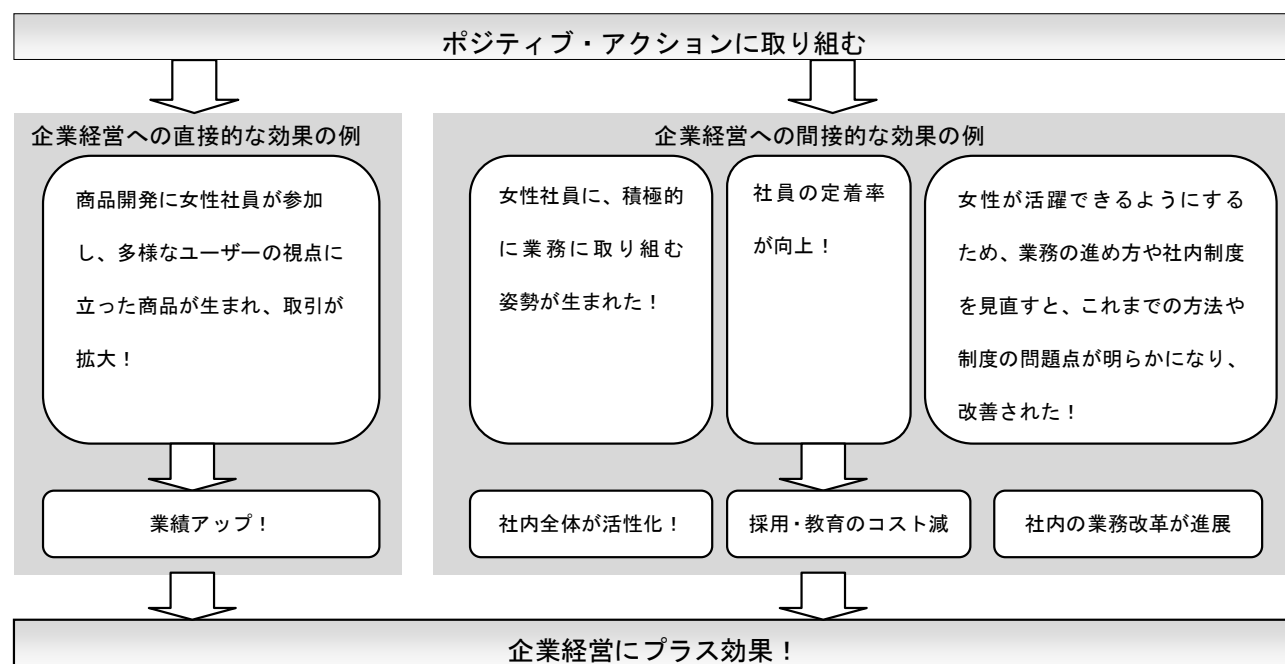 ポジティブ・アクションに取り組む
企業経営への直接的な効果の例
商品開発に女性社員が参加
し、多様なユーザーの視点に
立った商品が生まれ、取引が
拡大！
業績アップ！
企業経営への間接的な効果の例
女性社員に、積極的
に業務に取り組む
姿勢が生まれた！
社員の定着率
が向上！
女性が活躍できるようにする
ため、業務の進め方や社内制度
を見直すと、これまでの方法や
制度の問題点が明らかになり、
改善された！
社内全体が活性化！
採用・教育のコスト減
社内の業務改革が進展
企業経営にプラス効果！